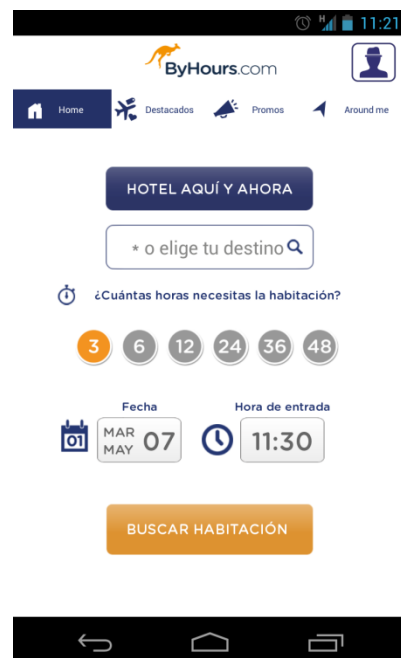 H 11:21
ByHours.com
Home Destacados Promos Around me
HOTEL AQUÍ Y AHORA
* o elige tu destino
¿Cuántas horas necesitas la habitación?
3 6 12 24 36 48
Fecha Hora de entrada
01 MAR MAY 07 11:30
BUSCAR HABITACIÓN